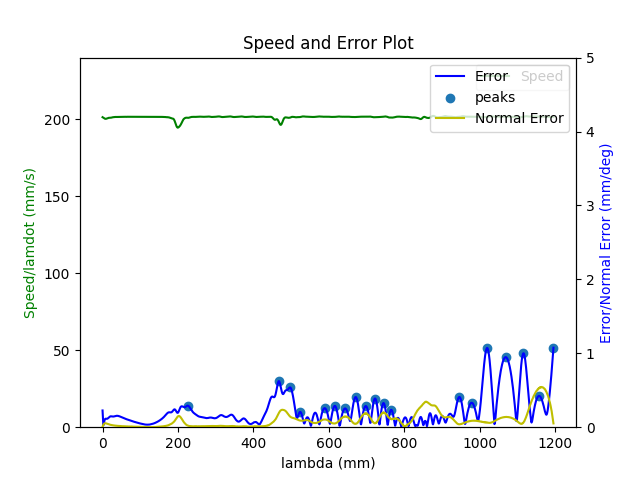 Speed and Error Plot
Error
Speed
peaks
Normal Error
Speed/lamdot (mm/s)
200
150
100
50
0
5
4
3
2
1
0
Error/Normal Error (mm/deg)
0 200 400 600 800 1000 1200
lambda (mm)